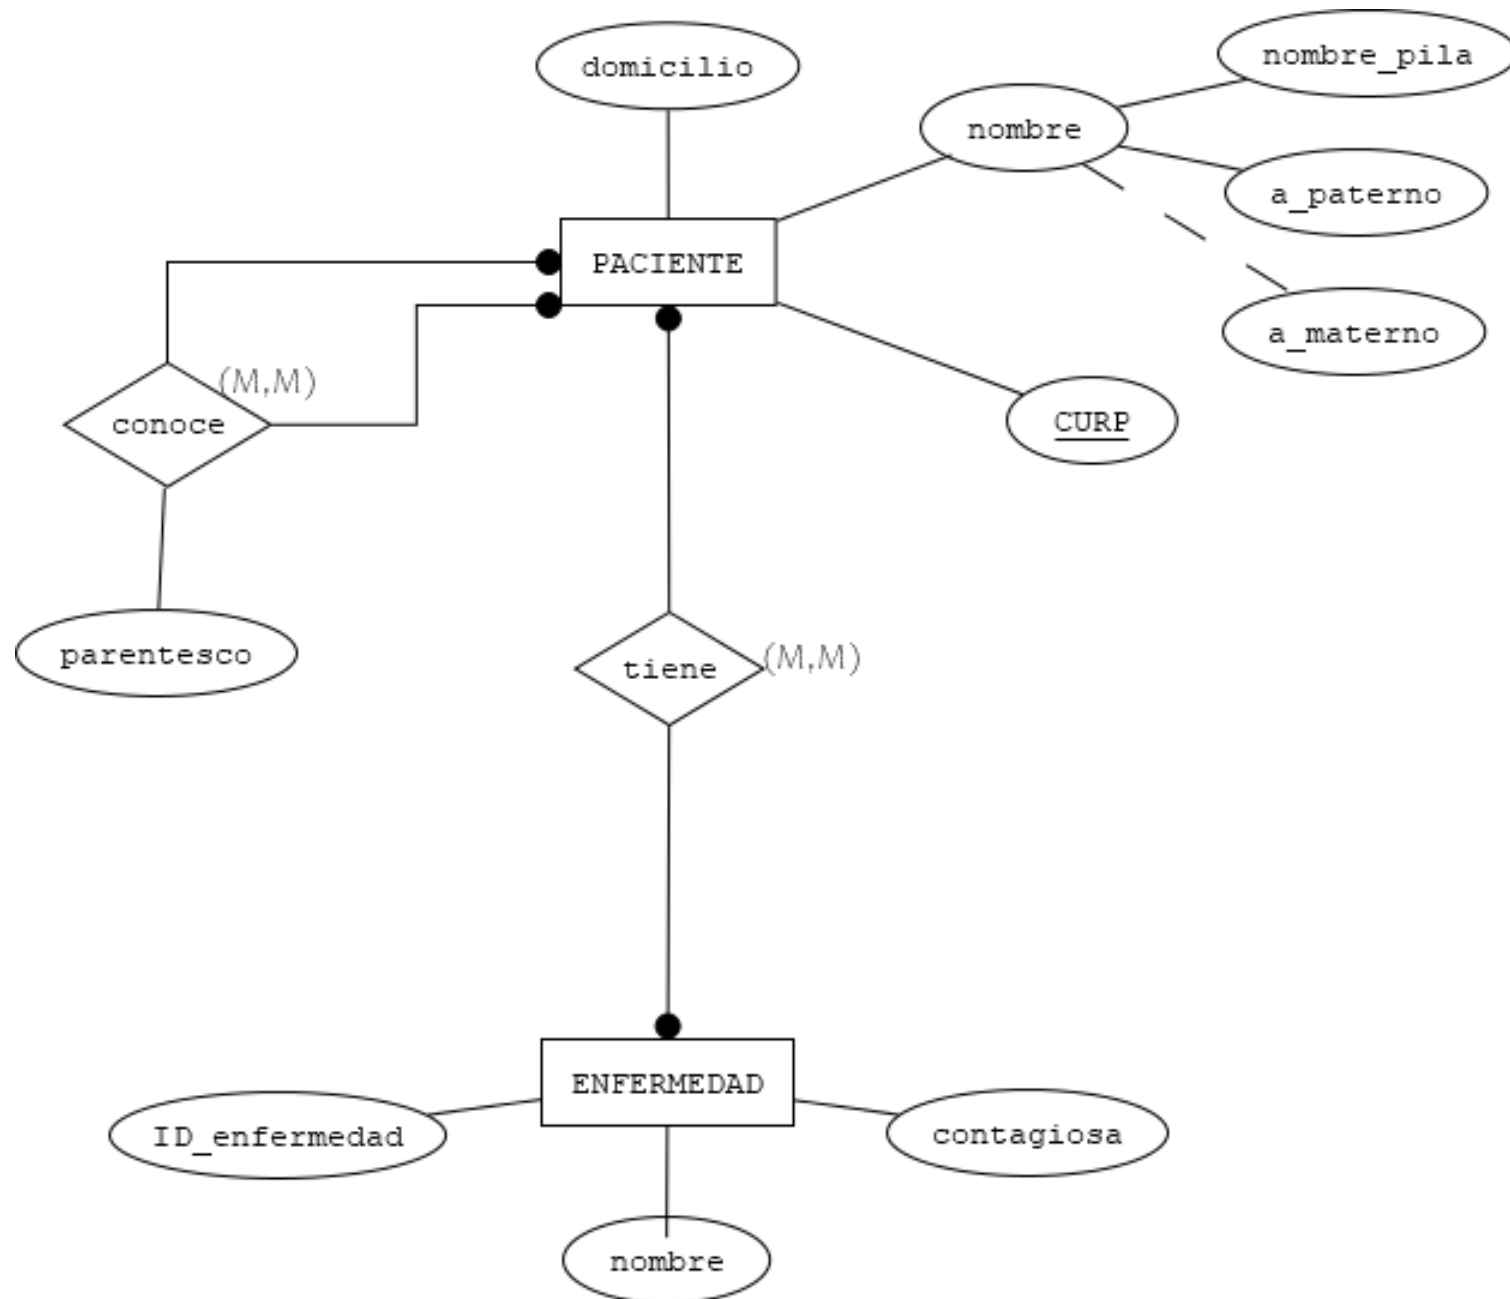 domicilio
nombre_pila
nombre
a_paterno
PACIENTE
a_materno
(M,M)
conoce
CURP
parentesco
tiene
(M,M)
ENFERMEDAD
ID_enfermedad
contagiosa
nombre